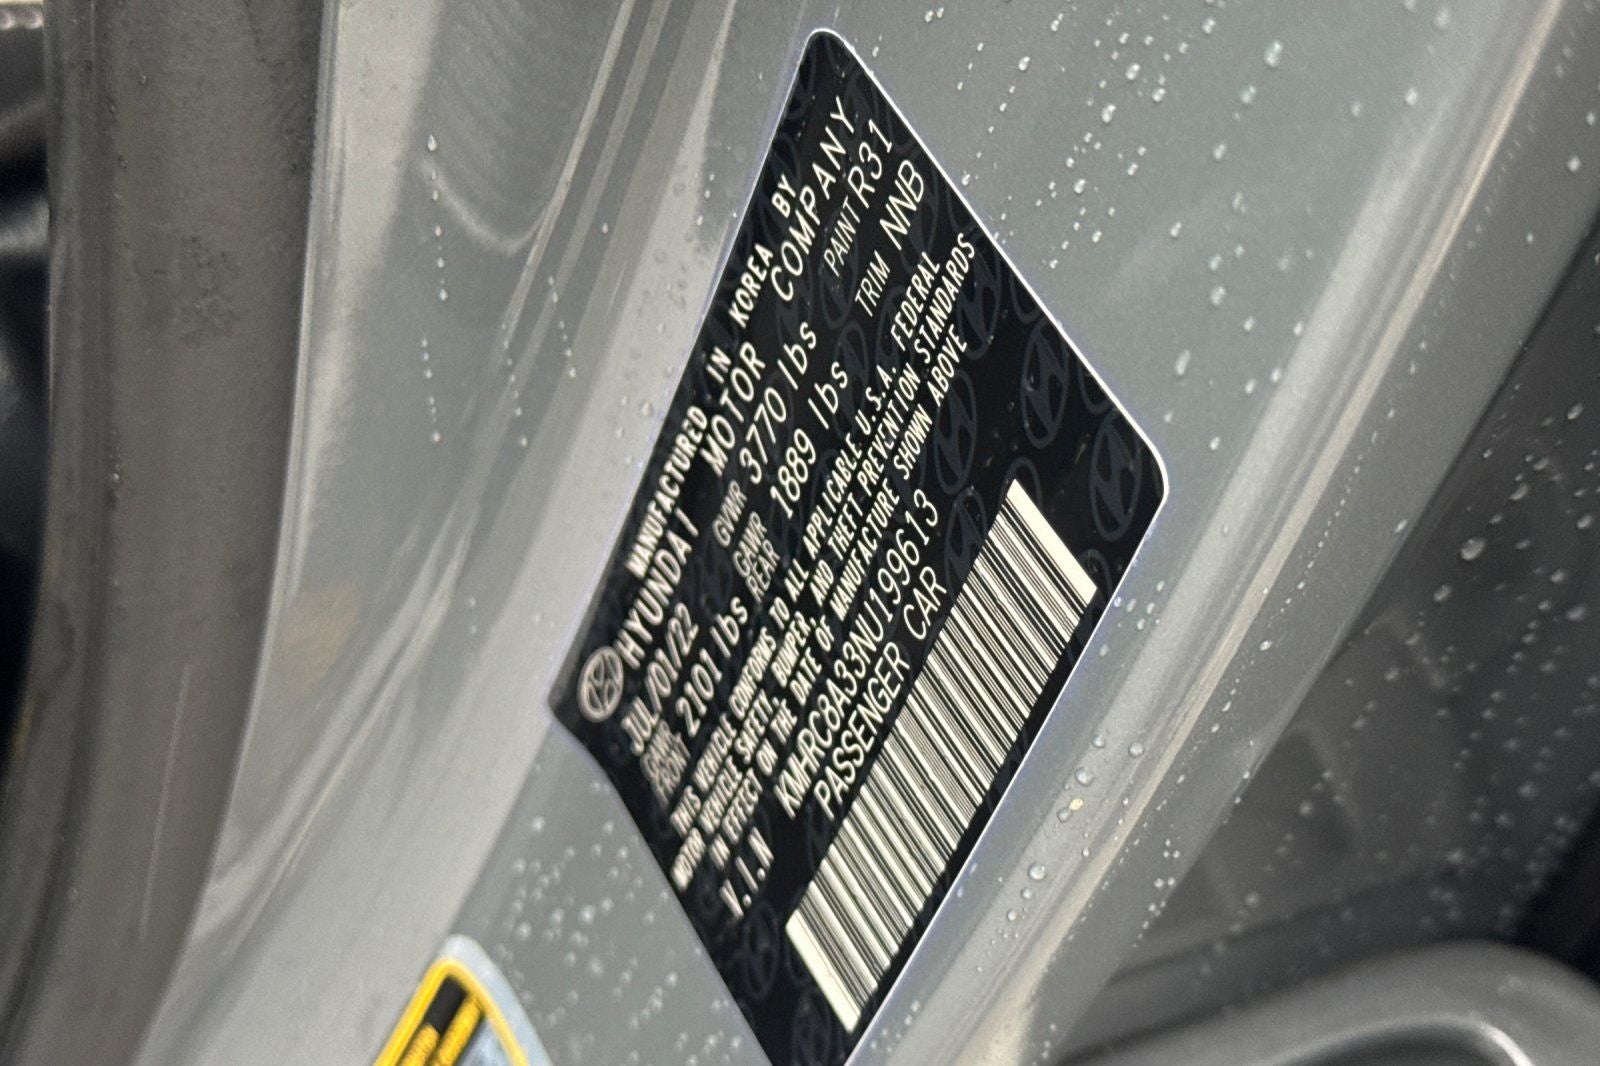 MANUFACTURED IN KOREA BY
HYUNDAI MOTOR COMPANY
JUL/01/22 GVWR 3770 lbs PAINT R31
GAWR FRONT 2101 lbs GAWR REAR 1889 lbs TRIM NNB
THIS VEHICLE CONFORMS TO ALL APPLICABLE U.S.A. FEDERAL
MOTOR VEHICLE SAFETY, BUMPER, AND THEFT PREVENTION STANDARDS
IN EFFECT ON THE DATE OF MANUFACTURE SHOWN ABOVE
V.I.N KMHRC8A33NU199613
PASSENGER CAR